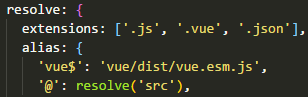 resolve: {
extensions: ['.js', '.vue', '.json'],
alias: {
'vue$': 'vue/dist/vue.esm.js',
'@': resolve('src'),